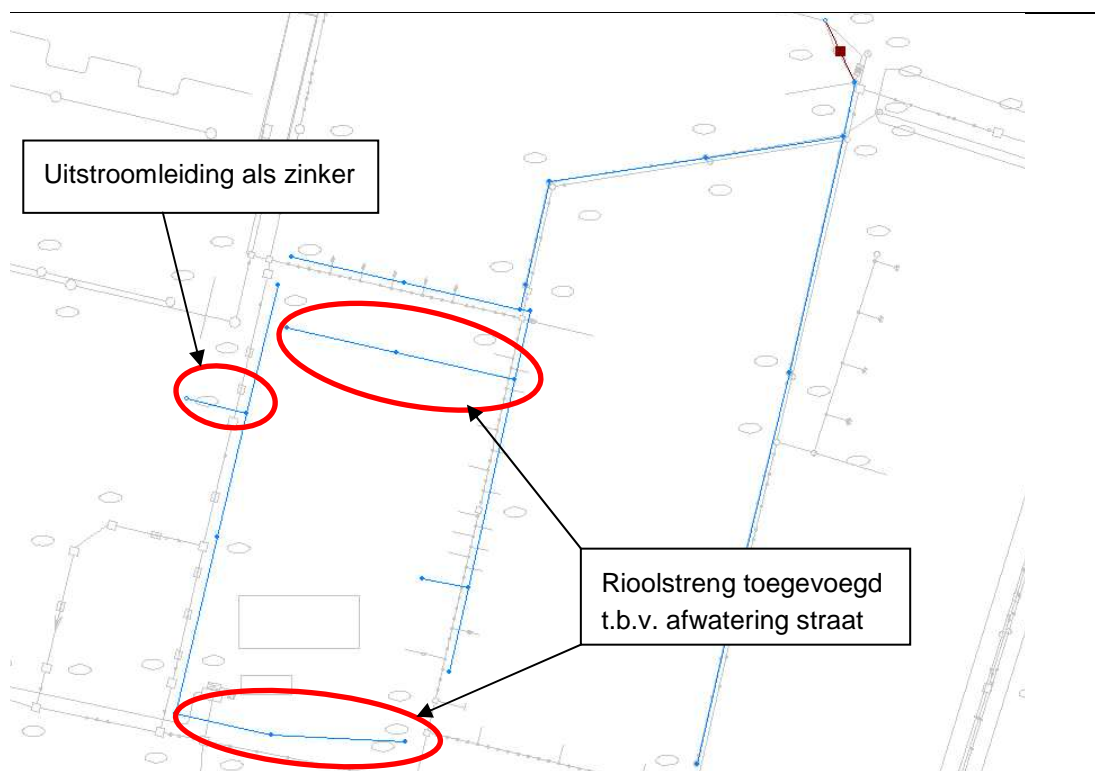 Uitstroomleiding als zinker
Rioolstreng toegevoegd
t.b.v. afwatering straat